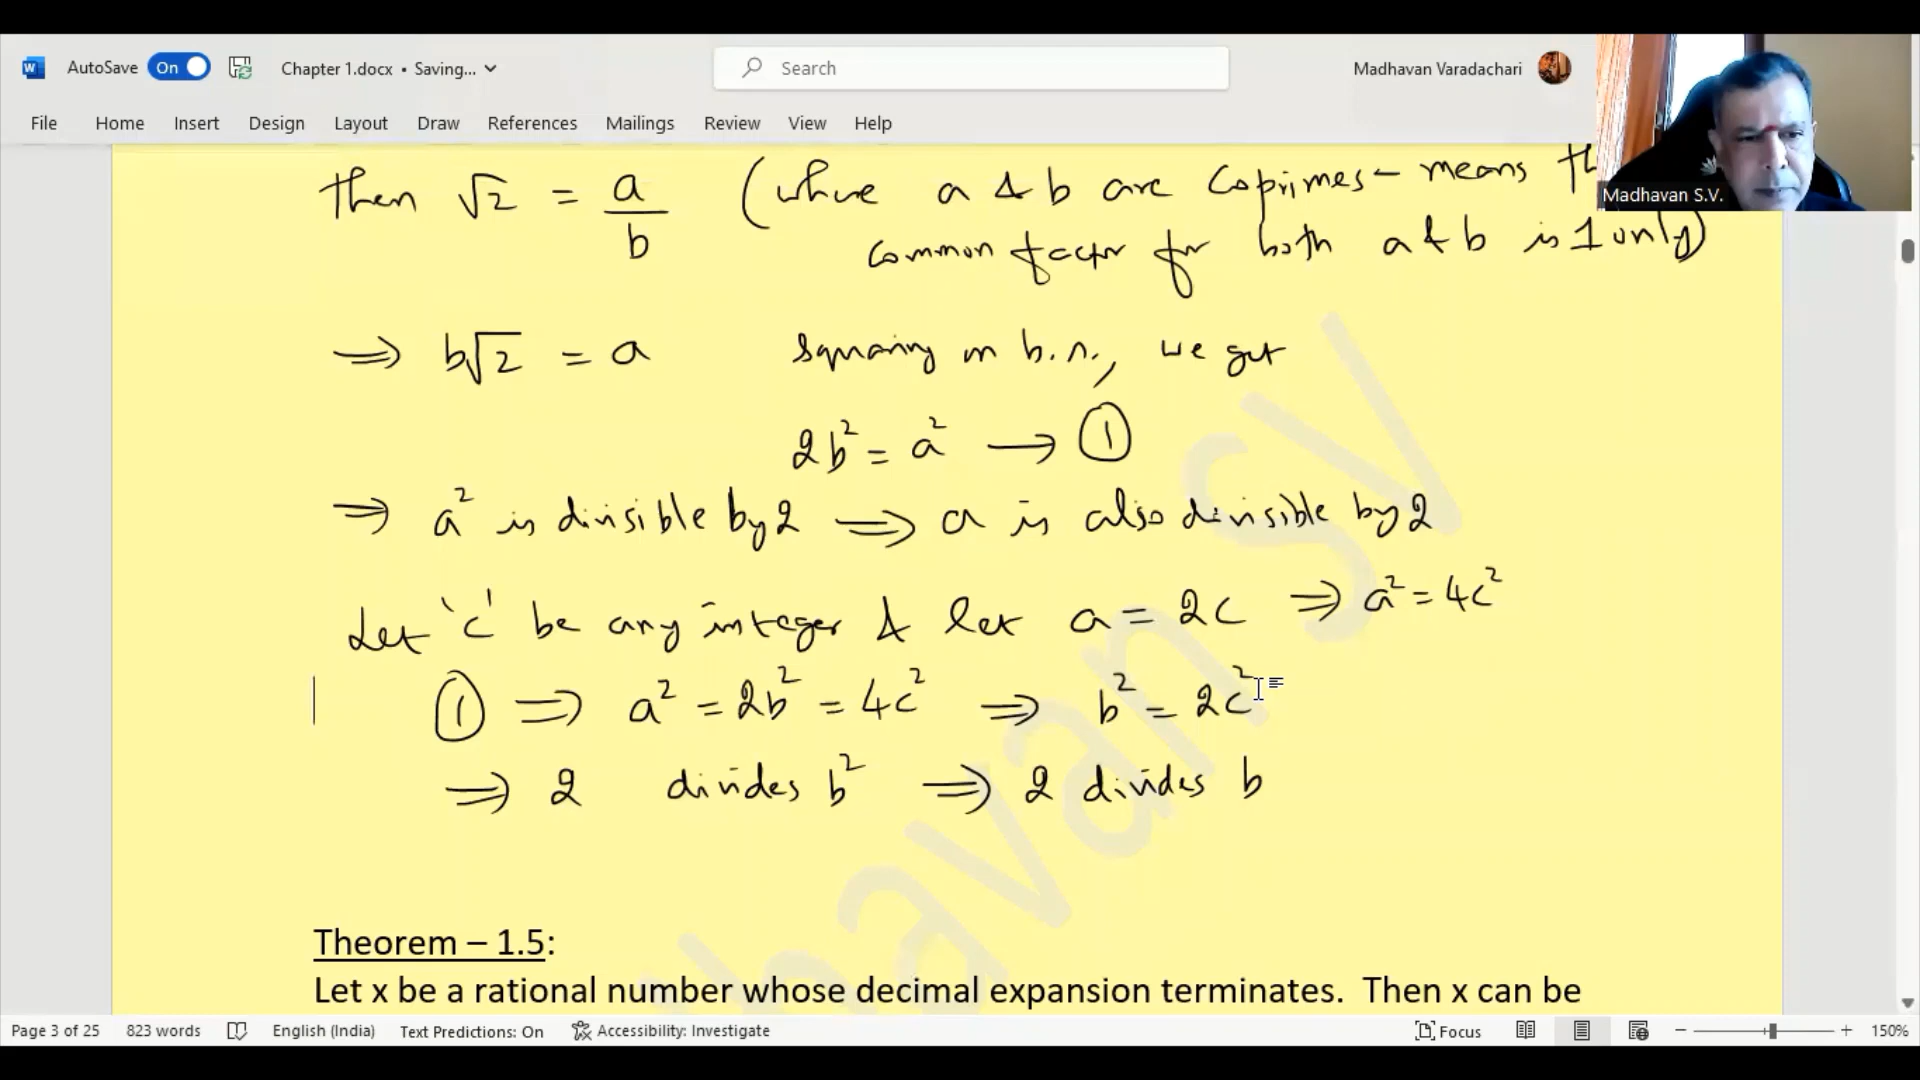 AutoSave On Chapter 1.docx • Saving... Search Madhavan Varadachari
File Home Insert Design Layout Draw References Mailings Review View Help
Madhavan S.V.
then √2 = a/b (where a & b are coprimes - means
common factor for both a & b is 1 only)
⇒ b√2 = a squaring on b.s., we get
2b² = a² → ①
⇒ a² is divisible by 2 ⇒ a is also divisible by 2
Let 'c' be any integer & let a = 2c ⇒ a² = 4c²
① ⇒ a² = 2b² = 4c² ⇒ b² = 2c²
⇒ 2 divides b² ⇒ 2 divides b
Theorem – 1.5:
Let x be a rational number whose decimal expansion terminates. Then x can be
Page 3 of 25 823 words English (India) Text Predictions: On Accessibility: Investigate Focus 150%